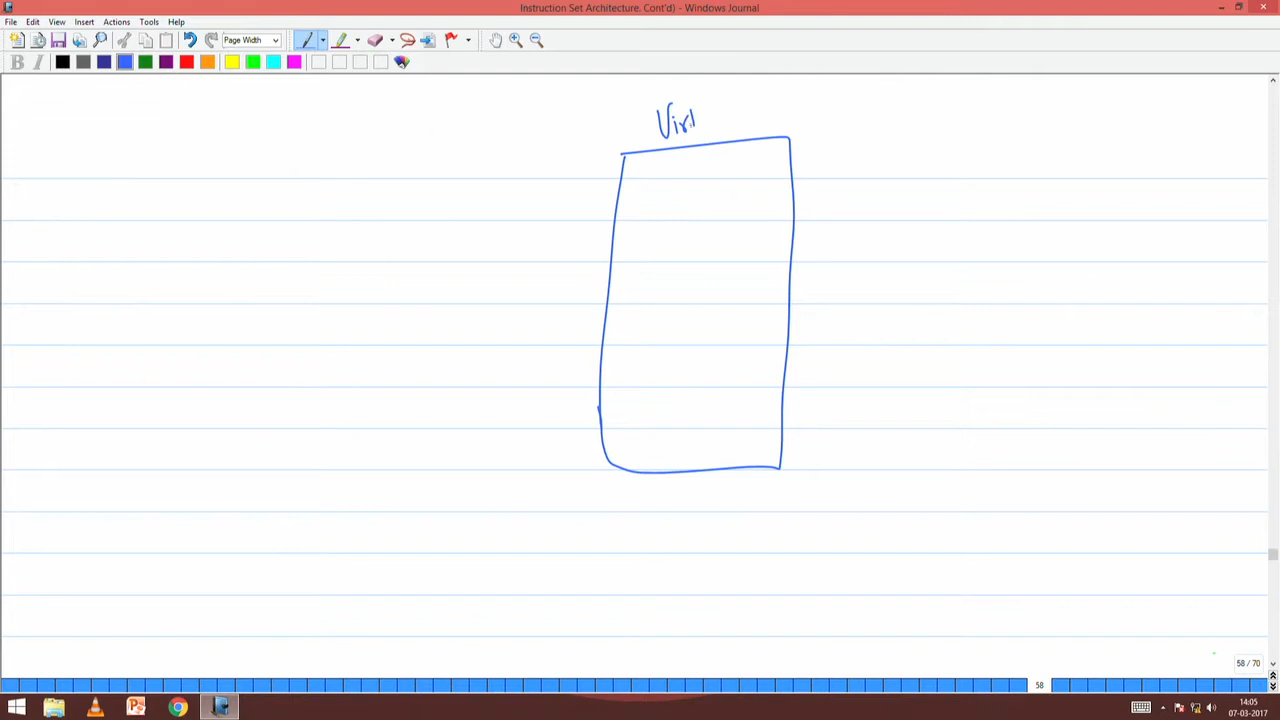 Instruction Set Architecture. Cont'd) - Windows Journal
File Edit View Insert Actions Tools Help
Page Width
B I
Virt
58 / 70
58
14:05
07-03-2017